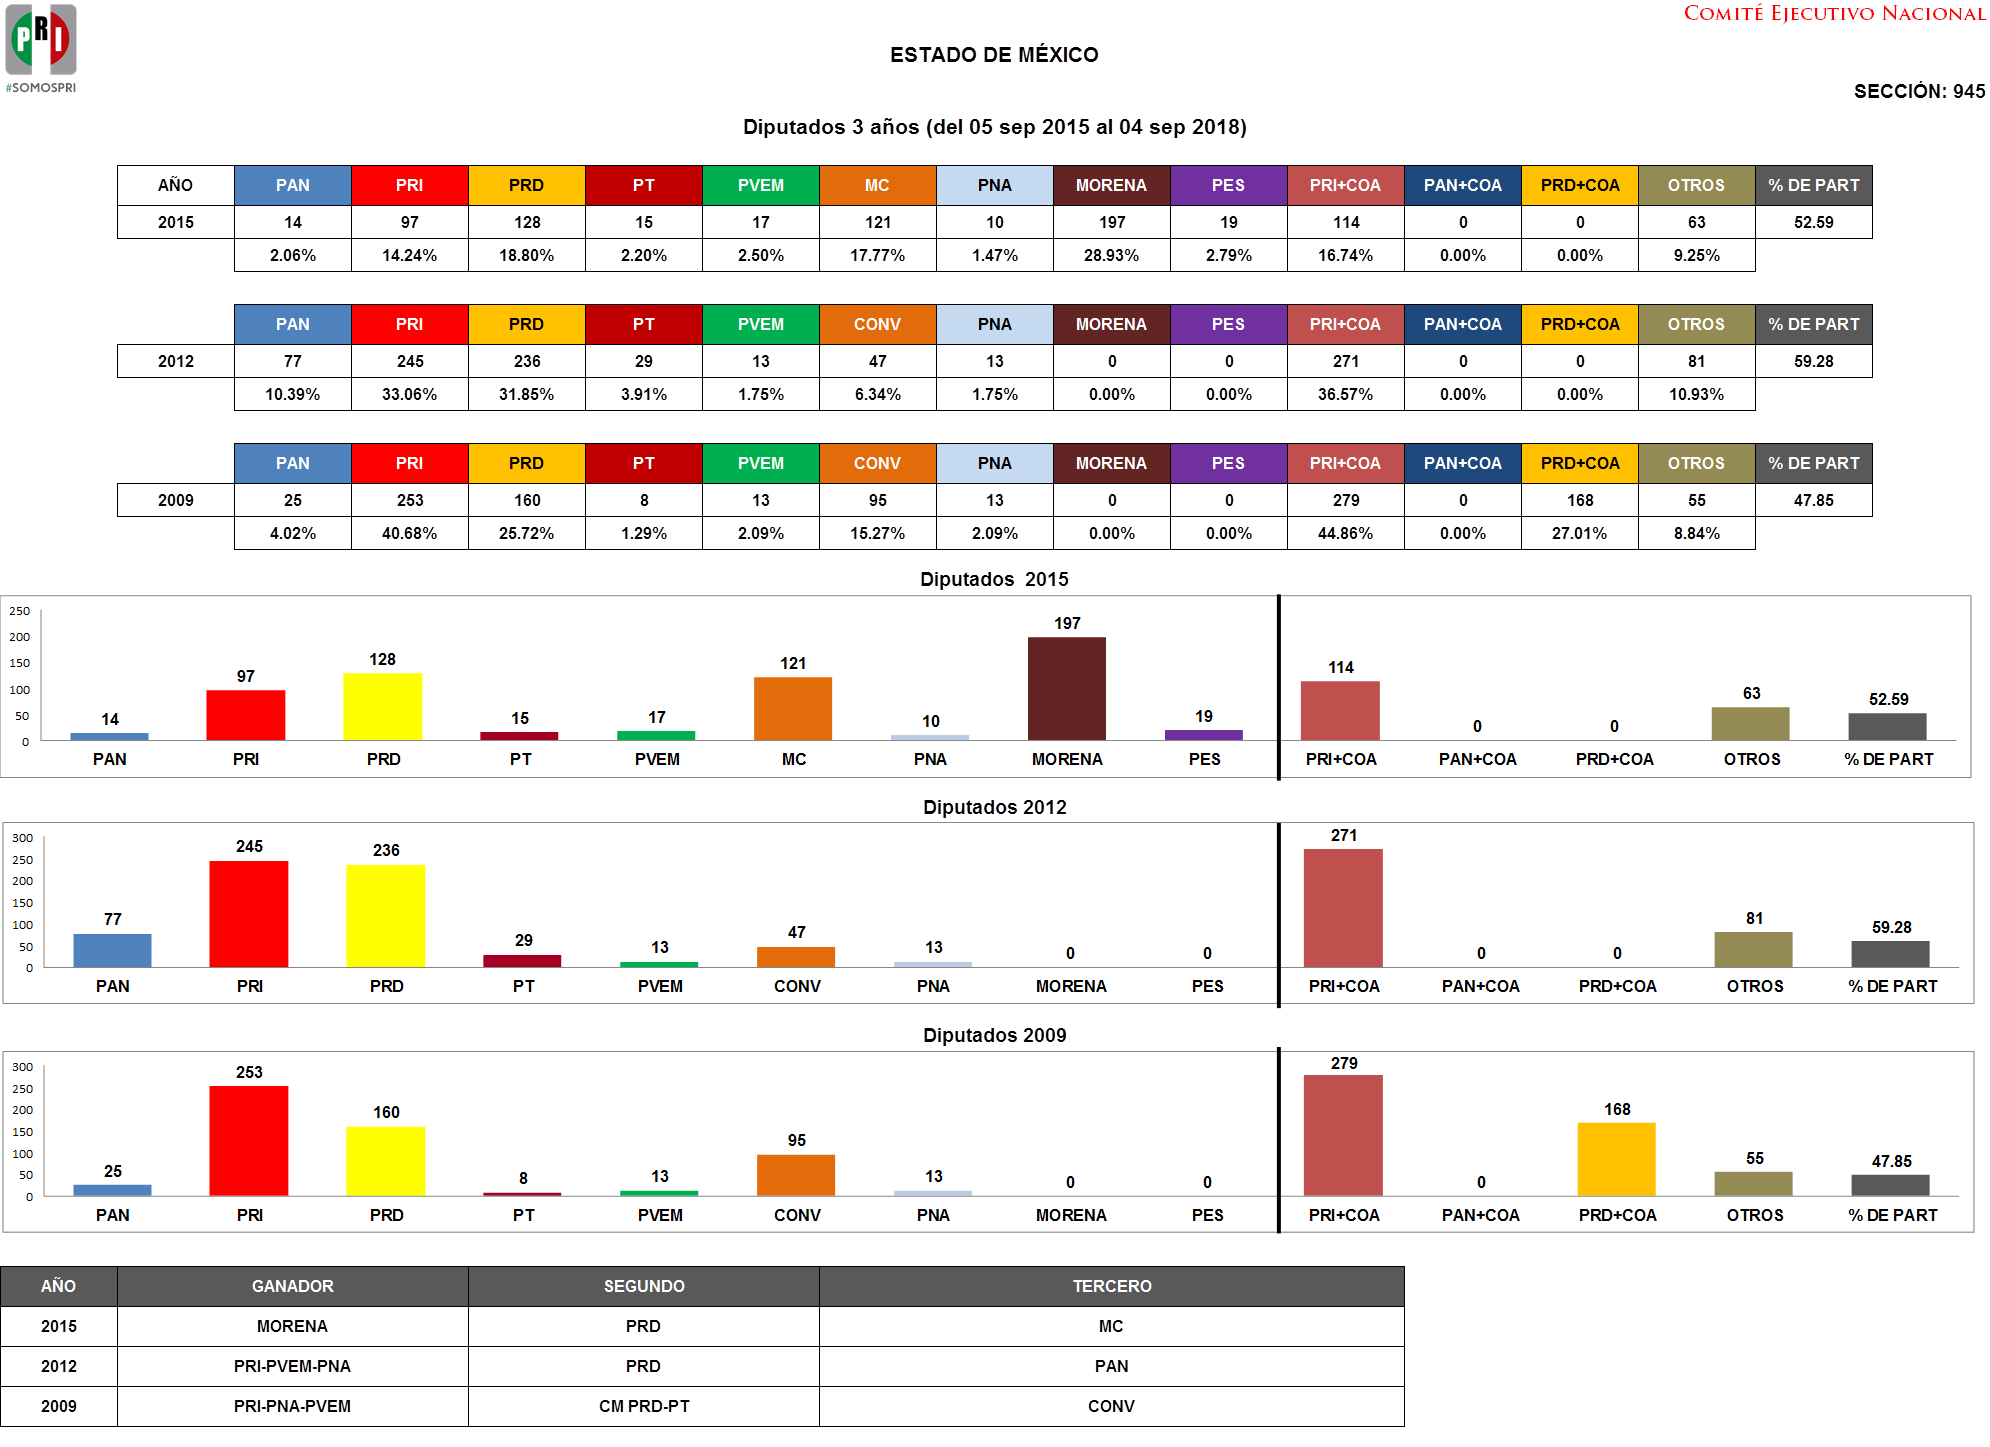 PRI
#SOMOSPRI
COMITÉ EJECUTIVO NACIONAL
ESTADO DE MÉXICO
SECCIÓN: 945
Diputados 3 años (del 05 sep 2015 al 04 sep 2018)
AÑO PAN PRI PRD PT PVEM MC PNA MORENA PES PRI+COA PAN+COA PRD+COA OTROS % DE PART
2015 14 97 128 15 17 121 10 197 19 114 0 0 63 52.59
2.06% 14.24% 18.80% 2.20% 2.50% 17.77% 1.47% 28.93% 2.79% 16.74% 0.00% 0.00% 9.25%
PAN PRI PRD PT PVEM CONV PNA MORENA PES PRI+COA PAN+COA PRD+COA OTROS % DE PART
2012 77 245 236 29 13 47 13 0 0 271 0 0 81 59.28
10.39% 33.06% 31.85% 3.91% 1.75% 6.34% 1.75% 0.00% 0.00% 36.57% 0.00% 0.00% 10.93%
PAN PRI PRD PT PVEM CONV PNA MORENA PES PRI+COA PAN+COA PRD+COA OTROS % DE PART
2009 25 253 160 8 13 95 13 0 0 279 0 168 55 47.85
4.02% 40.68% 25.72% 1.29% 2.09% 15.27% 2.09% 0.00% 0.00% 44.86% 0.00% 27.01% 8.84%
Diputados 2015
250
200
150
100
50
0
14 97 128 15 17 121 10 197 19 114 0 0 63 52.59
PAN PRI PRD PT PVEM MC PNA MORENA PES PRI+COA PAN+COA PRD+COA OTROS % DE PART
Diputados 2012
300
250
200
150
100
50
0
77 245 236 29 13 47 13 0 0 271 0 0 81 59.28
PAN PRI PRD PT PVEM CONV PNA MORENA PES PRI+COA PAN+COA PRD+COA OTROS % DE PART
Diputados 2009
300
250
200
150
100
50
0
25 253 160 8 13 95 13 0 0 279 0 168 55 47.85
PAN PRI PRD PT PVEM CONV PNA MORENA PES PRI+COA PAN+COA PRD+COA OTROS % DE PART
AÑO GANADOR SEGUNDO TERCERO
2015 MORENA PRD MC
2012 PRI-PVEM-PNA PRD PAN
2009 PRI-PNA-PVEM CM PRD-PT CONV